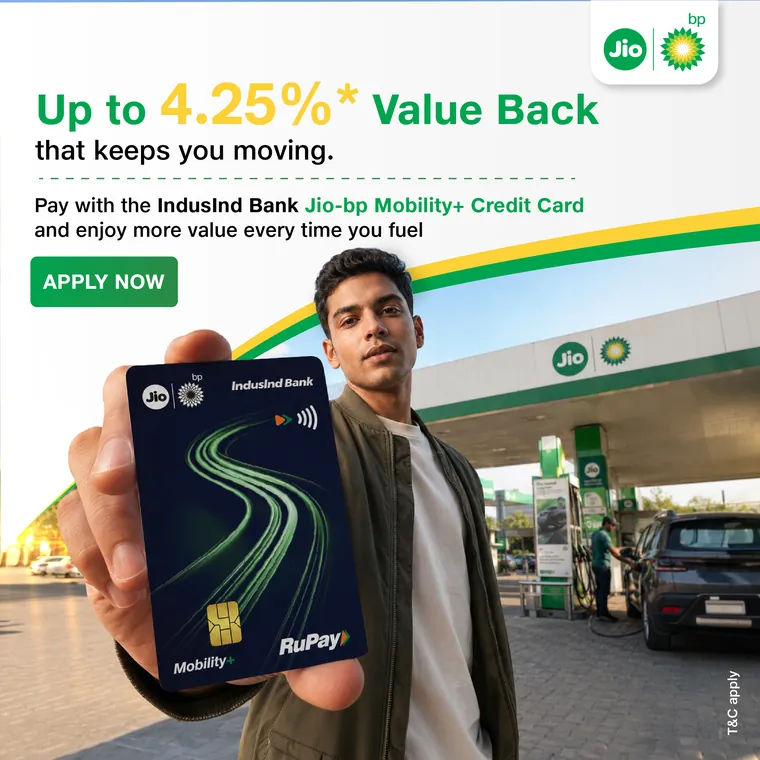 Jio
bp
Up to 4.25%* Value Back
that keeps you moving.
Pay with the IndusInd Bank Jio-bp Mobility+ Credit Card
and enjoy more value every time you fuel
APPLY NOW
Jio
bp
IndusInd Bank
Mobility+
RuPay
Jio
Jio
T&C apply